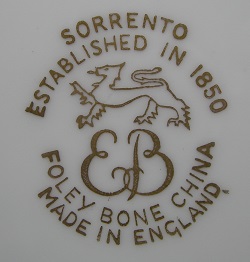 SORRENTO
ESTABLISHED IN 1850
EB
FOLEY BONE CHINA
MADE IN ENGLAND